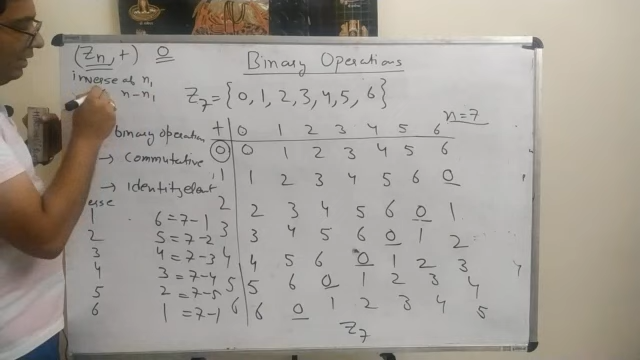 (Zn, +) 0
Binary Operations
inverse of n₁
n - n₁
Z₇ = {0, 1, 2, 3, 4, 5, 6}
n=7
binary operation
+ 0 1 2 3 4 5 6
0 0 1 2 3 4 5 6
→ Commutative
1 1 2 3 4 5 6 0
→ Identity elemt
2 2 3 4 5 6 0 1
3 3 4 5 6 0 1 2
4 4 5 6 0 1 2 3
5 5 6 0 1 2 3 4
6 6 0 1 2 3 4 5
1 6 = 7-1
2 5 = 7-2
3 4 = 7-3
4 3 = 7-4
5 2 = 7-5
6 1 = 7-1
Z₇